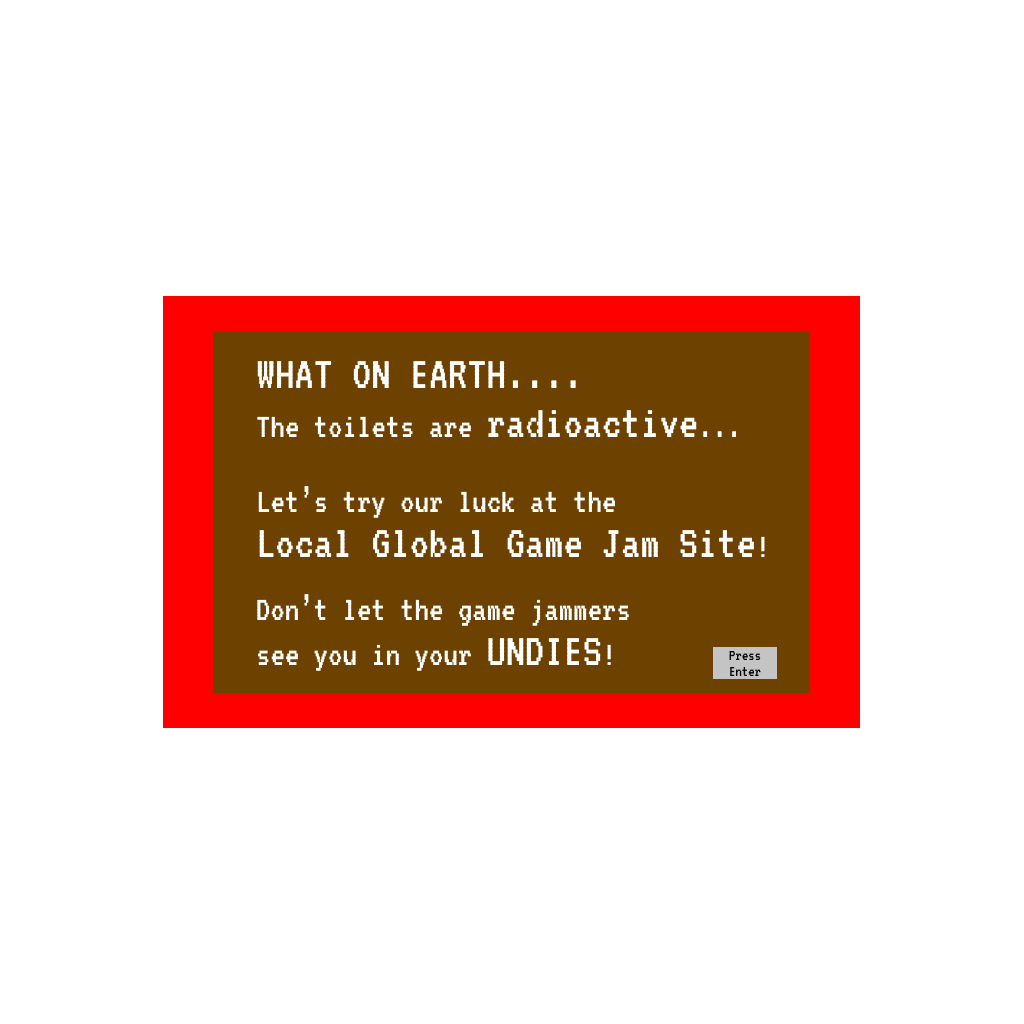 WHAT ON EARTH....
The toilets are radioactive...
Let's try our luck at the
Local Global Game Jam Site!
Don't let the game jammers
see you in your UNDIES!
Press
Enter